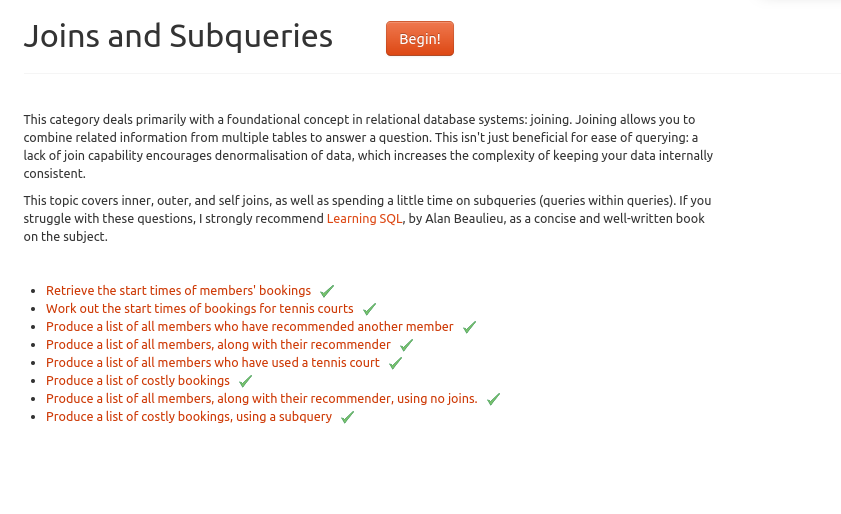 Joins and Subqueries
Begin!
This category deals primarily with a foundational concept in relational database systems: joining. Joining allows you to
combine related information from multiple tables to answer a question. This isn't just beneficial for ease of querying: a
lack of join capability encourages denormalisation of data, which increases the complexity of keeping your data internally
consistent.
This topic covers inner, outer, and self joins, as well as spending a little time on subqueries (queries within queries). If you
struggle with these questions, I strongly recommend Learning SQL, by Alan Beaulieu, as a concise and well-written book
on the subject.
Retrieve the start times of members' bookings
Work out the start times of bookings for tennis courts
Produce a list of all members who have recommended another member
Produce a list of all members, along with their recommender
Produce a list of all members who have used a tennis court
Produce a list of costly bookings
Produce a list of all members, along with their recommender, using no joins.
Produce a list of costly bookings, using a subquery